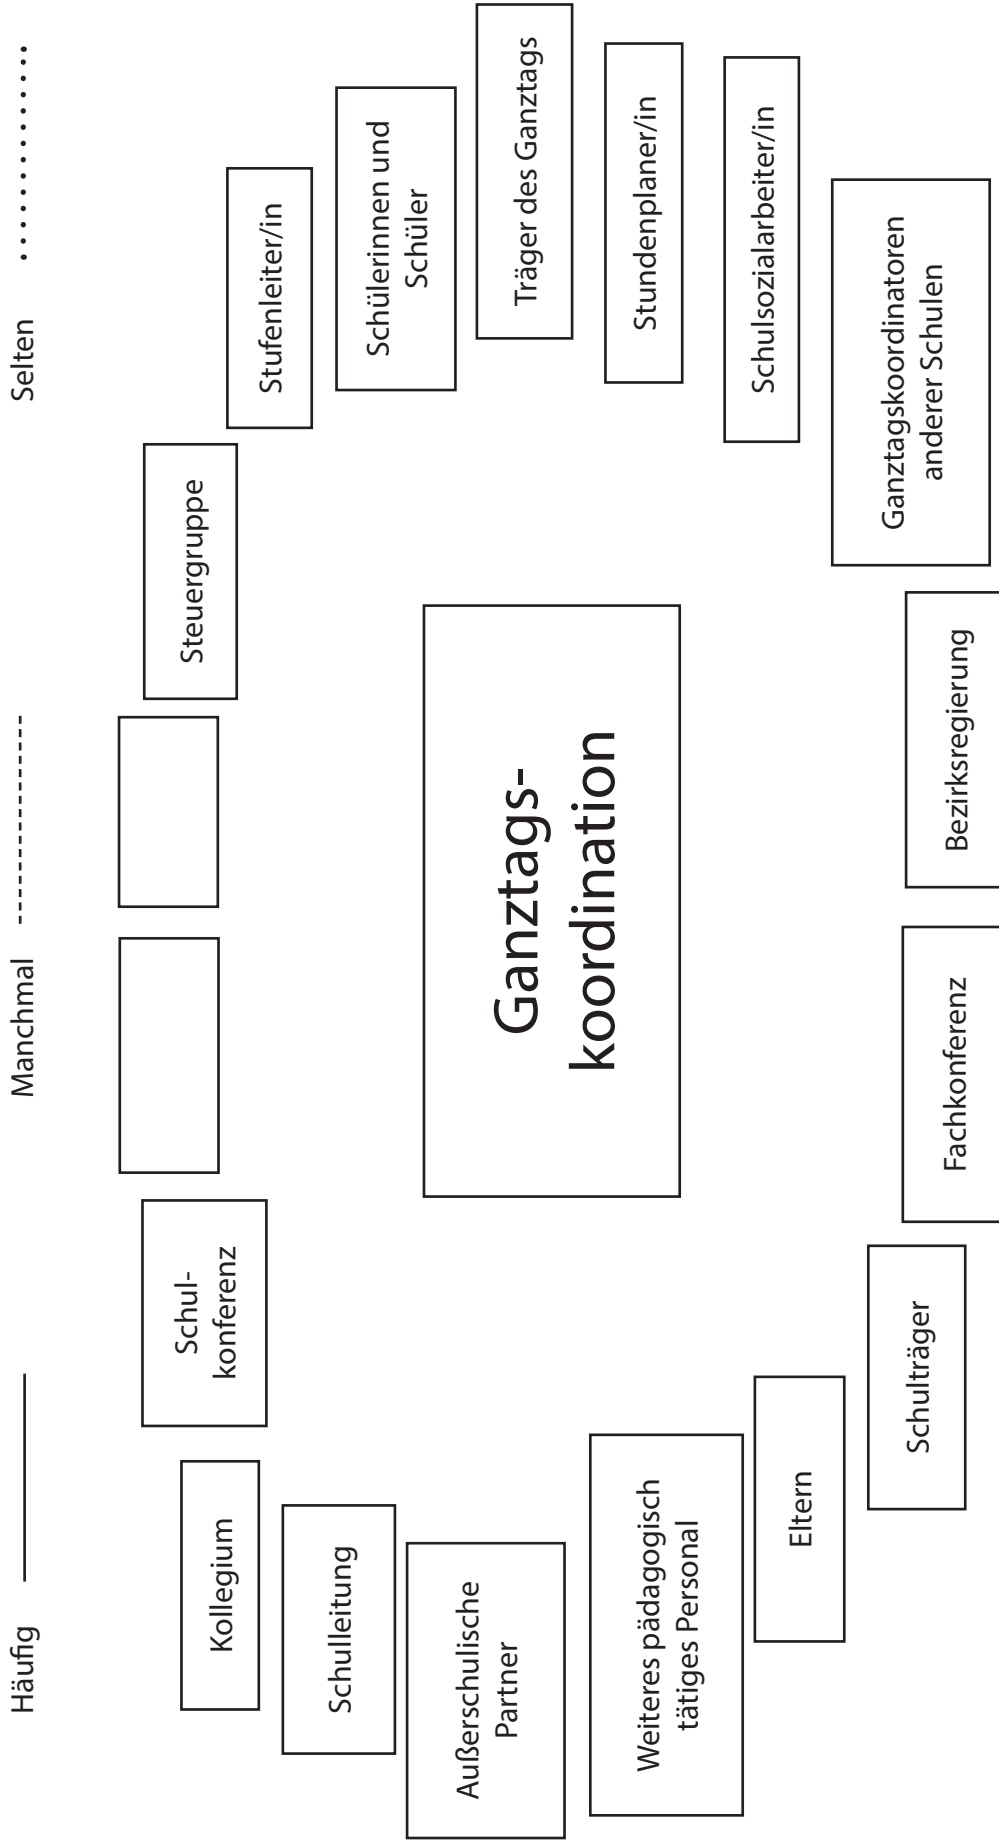 Häufig
Manchmal
Selten
Schul-
konferenz
Steuergruppe
Kollegium
Stufenleiter/in
Schulleitung
Schülerinnen und
Schüler
Außerschulische
Partner
Ganztags-
koordination
Träger des Ganztags
Weiteres pädagogisch
tätiges Personal
Stundenplaner/in
Eltern
Schulsozialarbeiter/in
Schulträger
Ganztagskoordinatoren
anderer Schulen
Fachkonferenz
Bezirksregierung